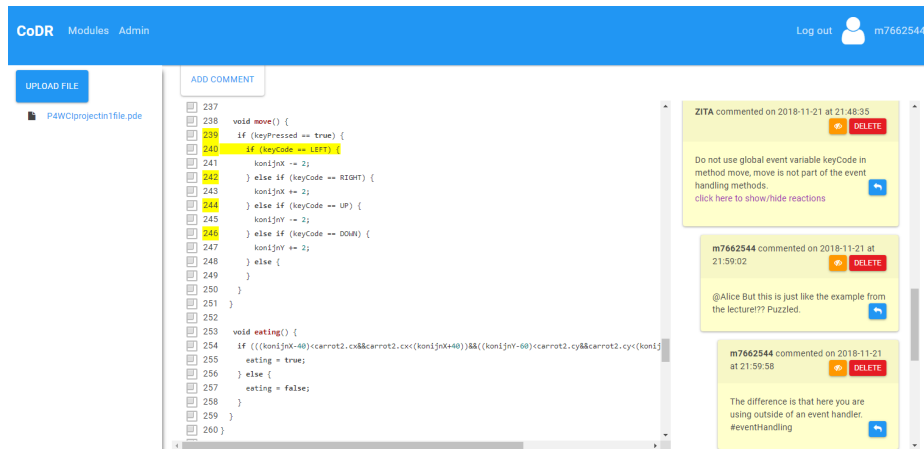 CoDR Modules Admin Log out m7662544
UPLOAD FILE
P4WCIprojectin1file.pde
ADD COMMENT
237
238 void move() {
239 if (keyPressed == true) {
240 if (keyCode == LEFT) {
241 konijnX -= 2;
242 } else if (keyCode == RIGHT) {
243 konijnX += 2;
244 } else if (keyCode == UP) {
245 konijnY -= 2;
246 } else if (keyCode == DOWN) {
247 konijnY += 2;
248 } else {
249 }
250 }
251 }
252
253 void eating() {
254 if (((konijnX-40)<carrot2.cx&&carrot2.cx<(konijnX+40))&&((konijnY-60)<carrot2.cy&&carrot2.cy<(konij
255 eating = true;
256 } else {
257 eating = false;
258 }
259 }
260 }
ZITA commented on 2018-11-21 at 21:48:35
DELETE
Do not use global event variable keyCode in
method move, move is not part of the event
handling methods.
click here to show/hide reactions
m7662544 commented on 2018-11-21 at
21:59:02
DELETE
@Alice But this is just like the example from
the lecture!?? Puzzled.
m7662544 commented on 2018-11-21
at 21:59:58
DELETE
The difference is that here you are
using outside of an event handler.
#eventHandling